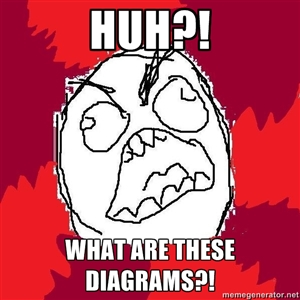 HUH?!
WHAT ARE THESE
DIAGRAMS?!
memegenerator.net